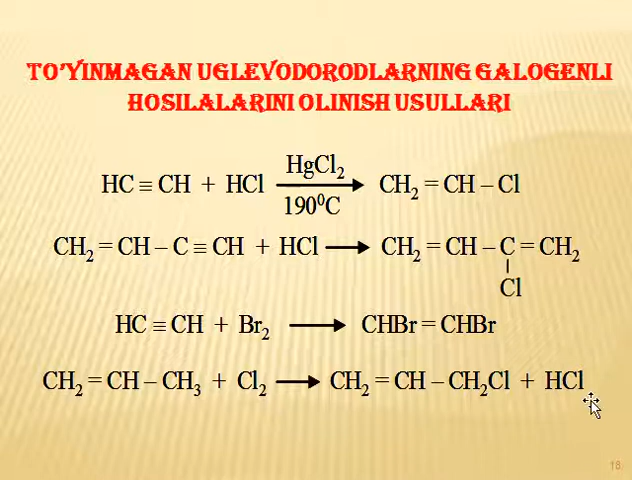 TO'YINMAGAN UGLEVODORODLARNING GALOGENLI
HOSILALARINI OLINISH USULLARI
HC ≡ CH + HCl HgCl₂ 190⁰C → CH₂ = CH – Cl
CH₂ = CH – C ≡ CH + HCl → CH₂ = CH – C = CH₂
Cl
HC ≡ CH + Br₂ → CHBr = CHBr
CH₂ = CH – CH₃ + Cl₂ → CH₂ = CH – CH₂Cl + HCl
18